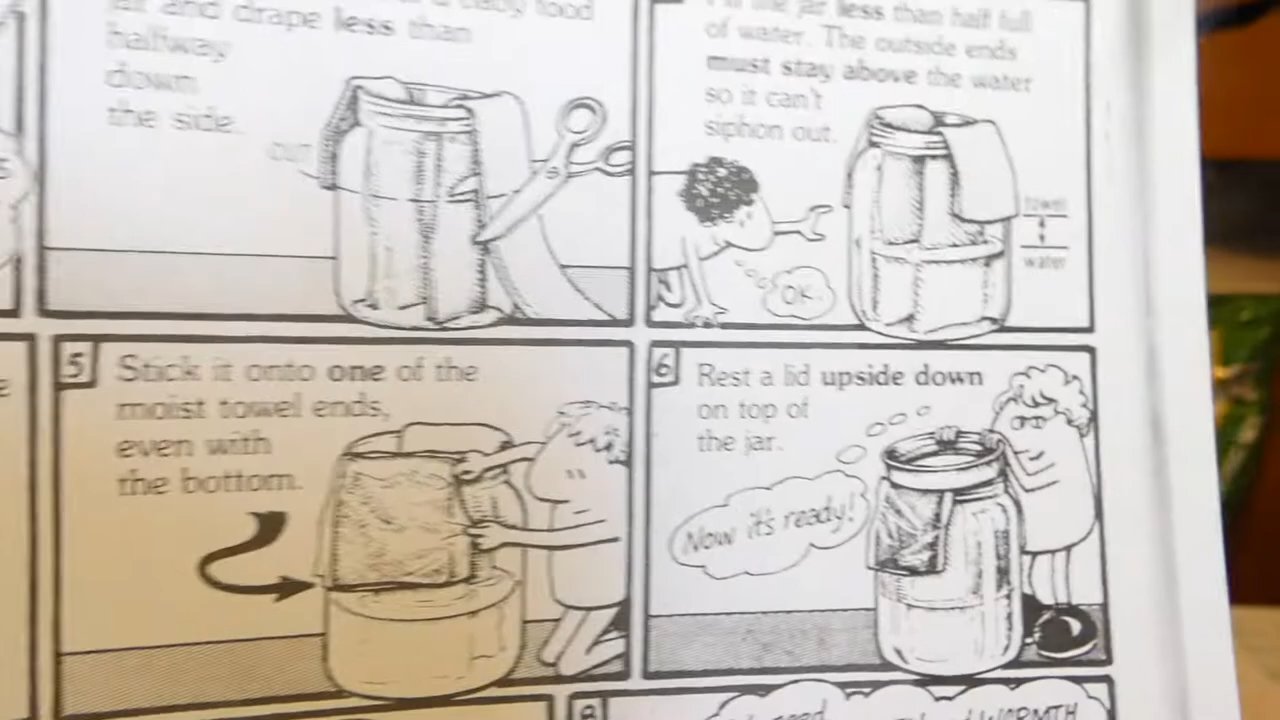 jar and drape less than
halfway
down
the side.
cut
Fill the jar less than half full
of water. The outside ends
must stay above the water
so it can't
siphon out.
OK.
towel
water
5
Stick it onto one of the
moist towel ends,
even with
the bottom.
6
Rest a lid upside down
on top of
the jar.
Now it's ready!
8
WORMTH